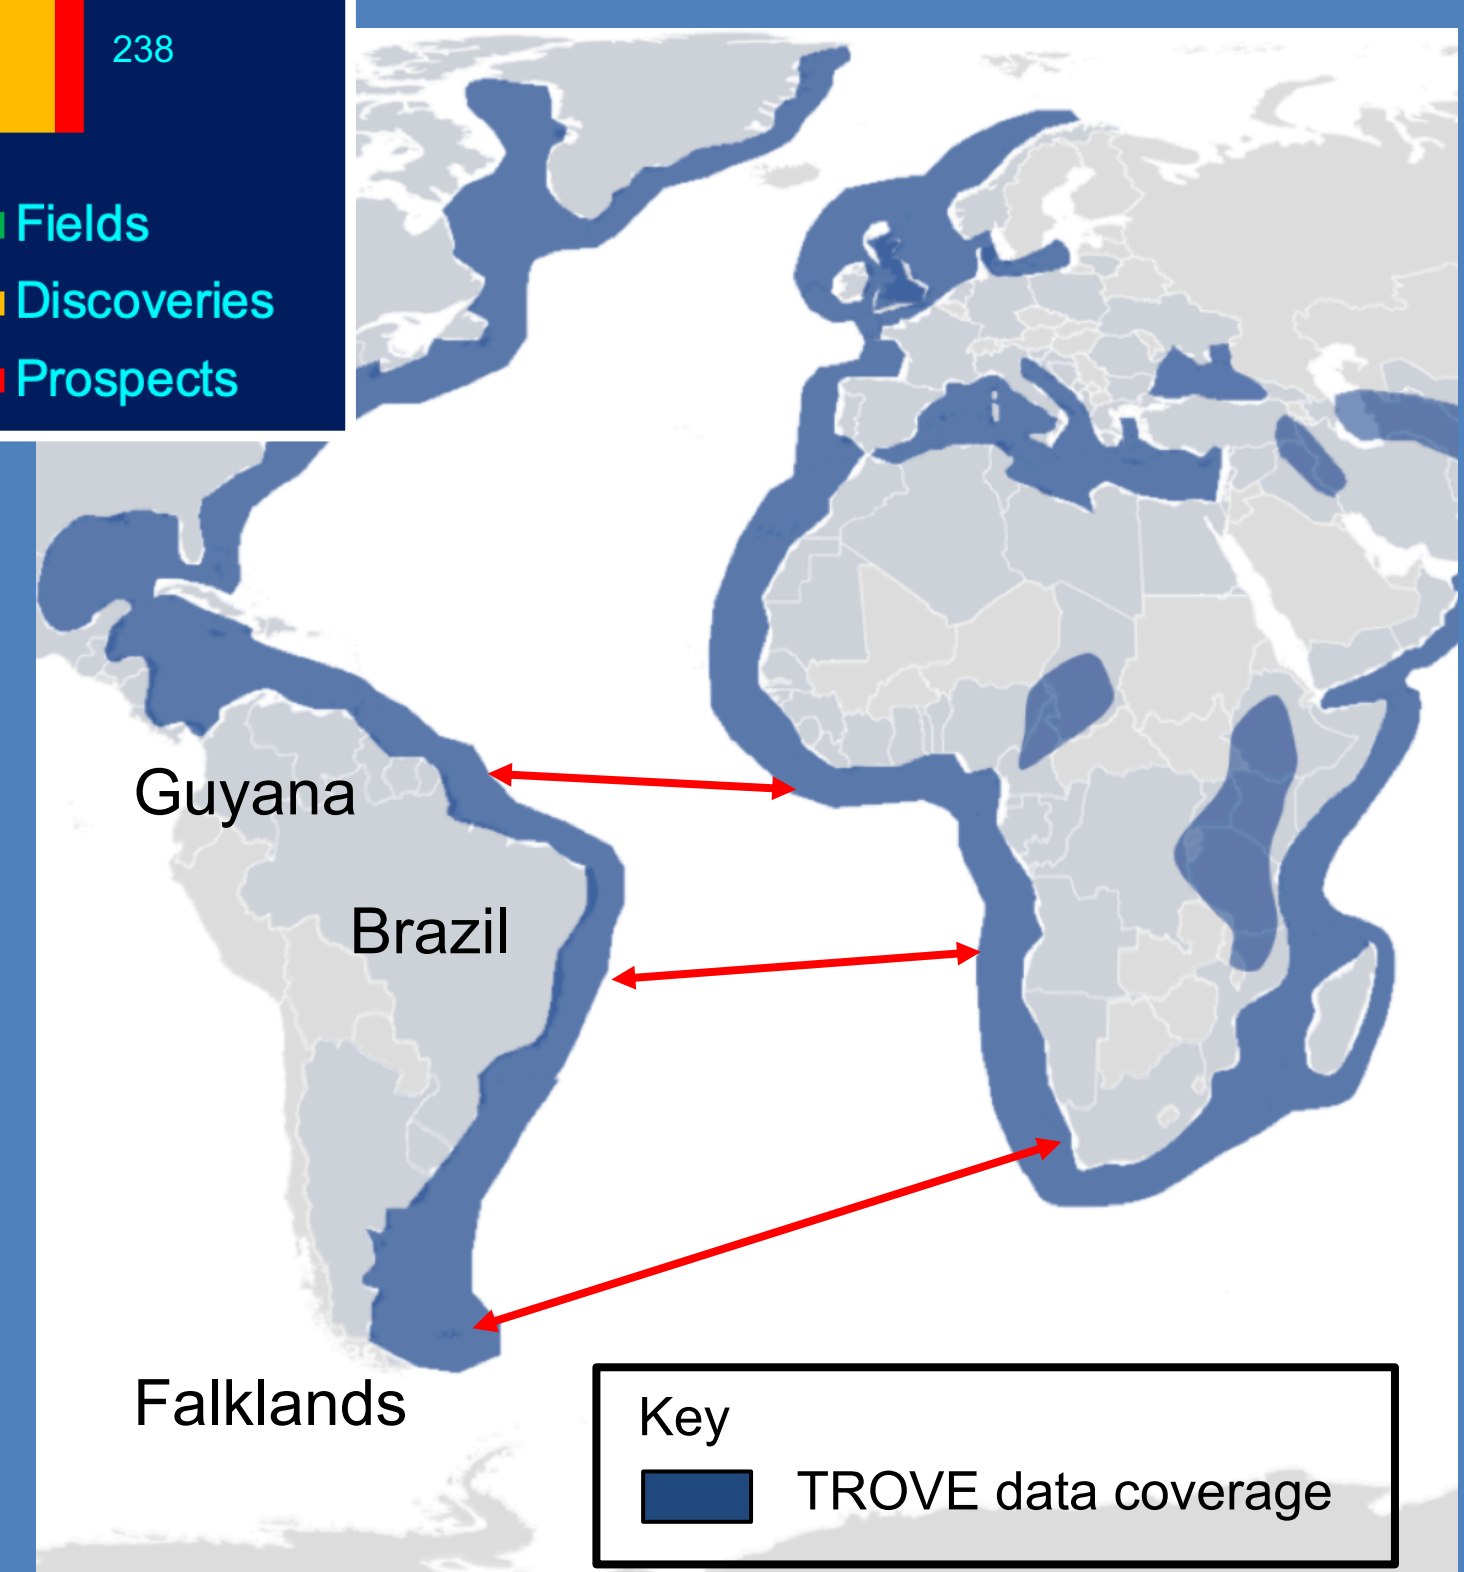 238
Fields
Discoveries
Prospects
Guyana
Brazil
Falklands
Key
TROVE data coverage